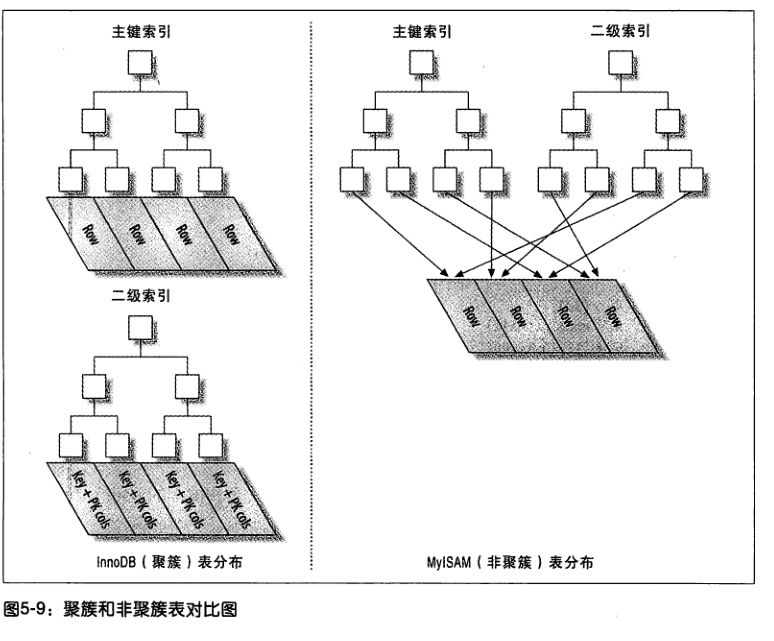 主键索引
Row Row Row Row
二级索引
Key + PK cols Key + PK cols Key + PK cols Key + PK cols
InnoDB（聚簇）表分布
主键索引 二级索引
Row Row Row Row
MyISAM（非聚簇）表分布
图5-9：聚簇和非聚簇表对比图